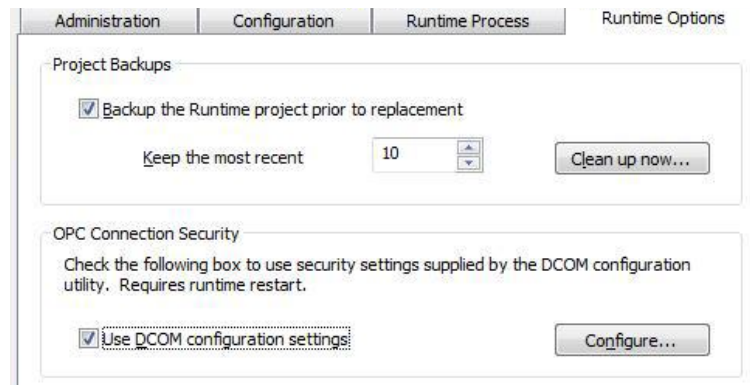 Administration Configuration Runtime Process Runtime Options
Project Backups
Backup the Runtime project prior to replacement
Keep the most recent 10 Clean up now...
OPC Connection Security
Check the following box to use security settings supplied by the DCOM configuration
utility. Requires runtime restart.
Use DCOM configuration settings Configure...